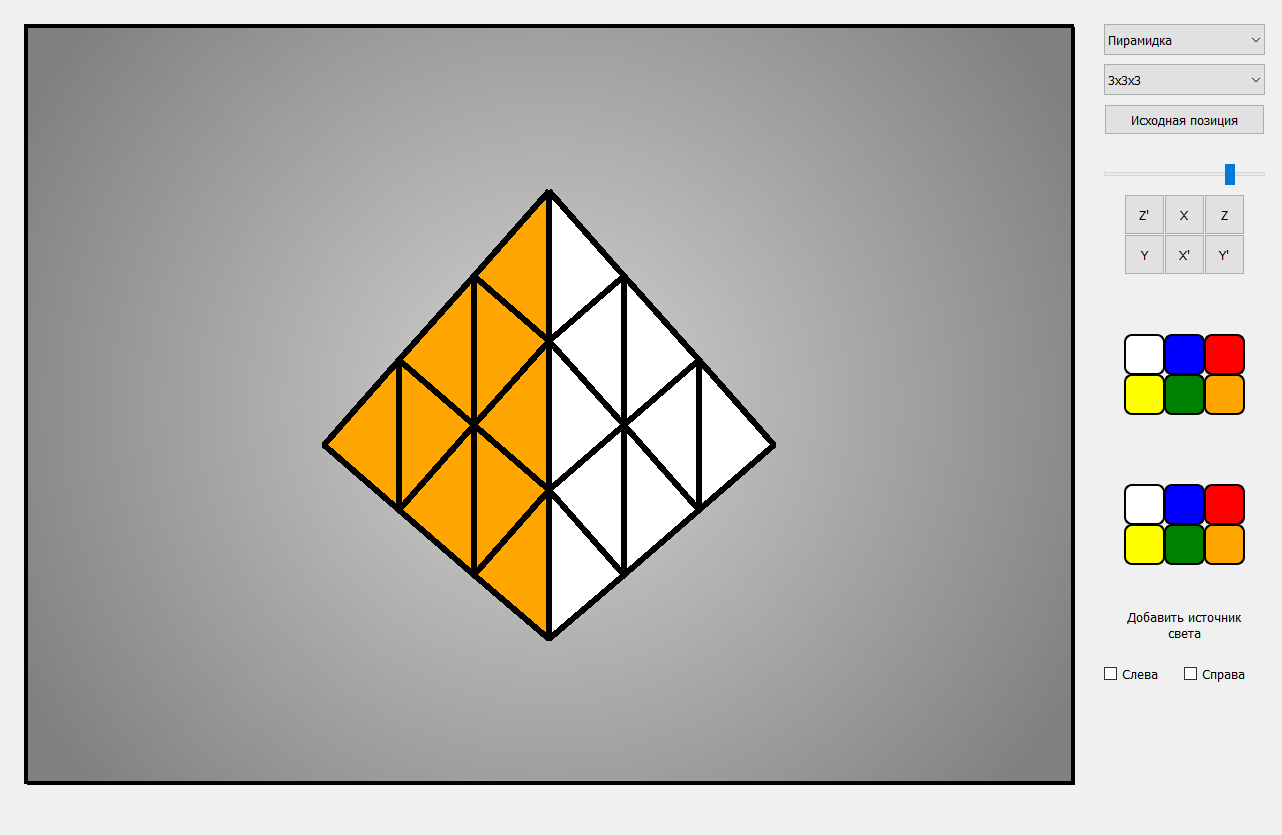 Пирамидка
3x3x3
Исходная позиция
Z' X Z
Y X' Y'
Добавить источник
света
Слева Справа